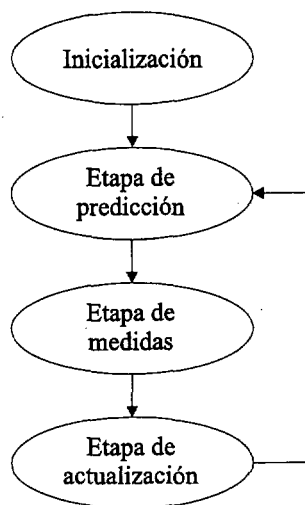 Inicialización
Etapa de
predicción
Etapa de
medidas
Etapa de
actualización